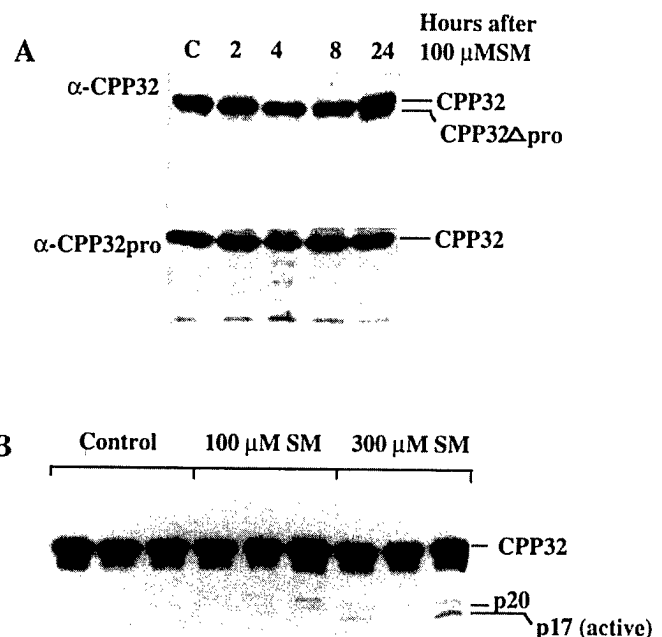 Hours after
A
C 2 4 8 24 100 μMSM
α-CPP32
CPP32
CPP32Δpro
α-CPP32pro
CPP32
B
Control 100 μM SM 300 μM SM
CPP32
p20
p17 (active)